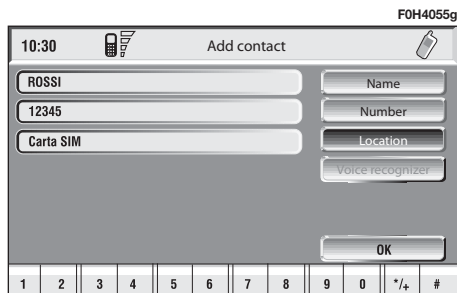 F0H4055g
10:30 Add contact
ROSSI Name
12345 Number
Carta SIM Location
Voice recognizer
OK
1 2 3 4 5 6 7 8 9 0 */+ #